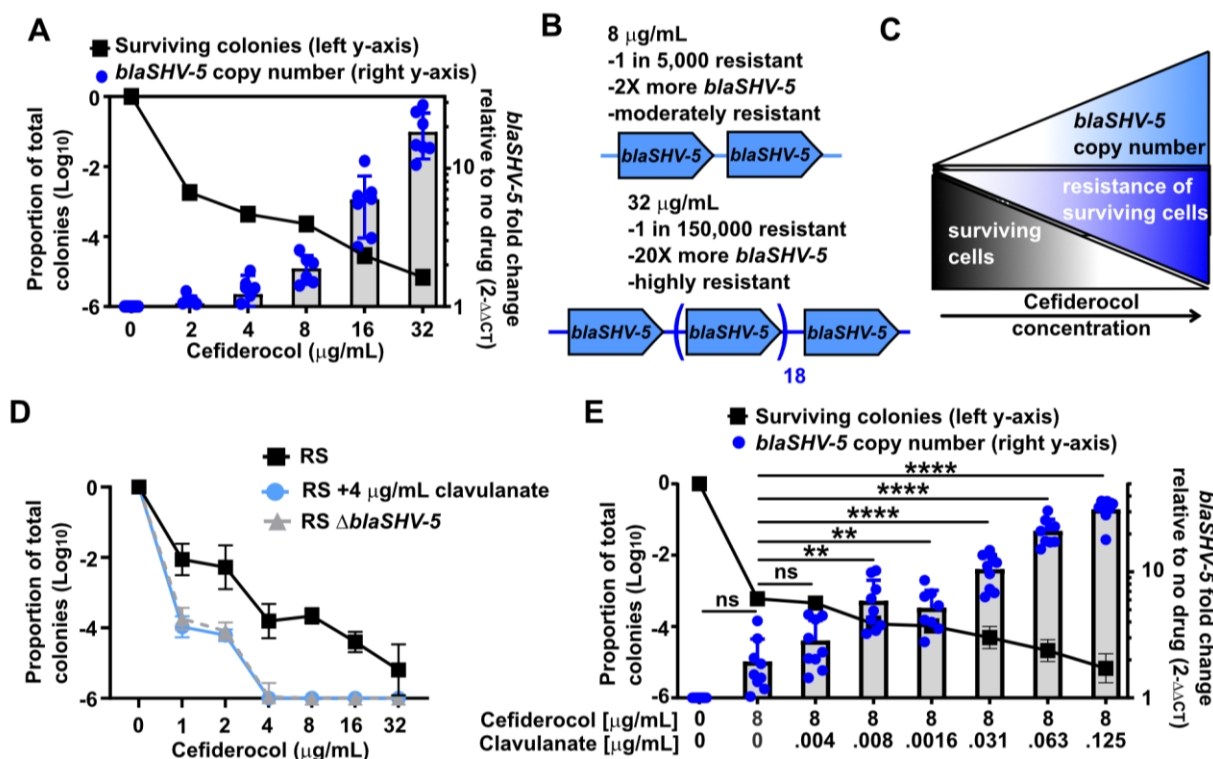 A
Surviving colonies (left y-axis)
blaSHV-5 copy number (right y-axis)
Proportion of total
colonies (Log10)
0
-2
-4
-6
10
1
blaSHV-5 fold change
relative to no drug (2-ΔΔCT)
0 2 4 8 16 32
Cefiderocol (μg/mL)
B
8 μg/mL
-1 in 5,000 resistant
-2X more blaSHV-5
-moderately resistant
blaSHV-5 blaSHV-5
32 μg/mL
-1 in 150,000 resistant
-20X more blaSHV-5
-highly resistant
blaSHV-5 ( blaSHV-5 ) blaSHV-5
18
C
blaSHV-5
copy number
resistance of
surviving cells
surviving
cells
Cefiderocol
concentration
D
RS
RS +4 μg/mL clavulanate
RS ΔblaSHV-5
Proportion of total
colonies (Log10)
0
-2
-4
-6
0 1 2 4 8 16 32
Cefiderocol (μg/mL)
E
Surviving colonies (left y-axis)
blaSHV-5 copy number (right y-axis)
Proportion of total
colonies (Log10)
0
-2
-4
-6
****
****
****
**
**
ns
ns
10
1
blaSHV-5 fold change
relative to no drug (2-ΔΔCT)
Cefiderocol [μg/mL] 0 8 8 8 8 8 8 8
Clavulanate [μg/mL] 0 0 .004 .008 .0016 .031 .063 .125